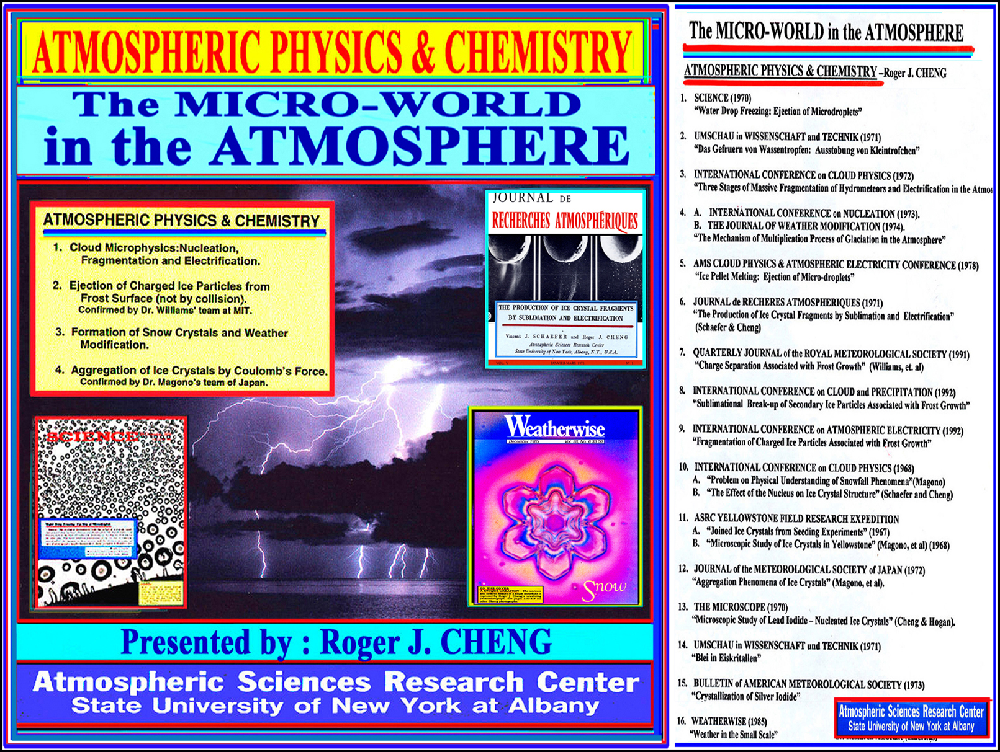 ATMOSPHERIC PHYSICS & CHEMISTRY
The MICRO-WORLD
in the ATMOSPHERE
ATMOSPHERIC PHYSICS & CHEMISTRY
1. Cloud Microphysics:Nucleation,
Fragmentation and Electrification.
2. Ejection of Charged Ice Particles from
Frost Surface (not by collision).
Confirmed by Dr. Williams' team at MIT.
3. Formation of Snow Crystals and Weather
Modification.
4. Aggregation of Ice Crystals by Coulomb's Force.
Confirmed by Dr. Magono's team of Japan.
JOURNAL DE
RECHERCHES ATMOSPHÉRIQUES
THE PRODUCTION OF ICE CRYSTAL FRAGMENTS
BY SUBLIMATION AND ELECTRIFICATION
Vincent J. SCHAEFER and Roger J. CHENG
Atmospheric Sciences Research Center
State University of New York, Albany, N.Y., U.S.A.
VOL. V JANVIER-MARS 1971
SCIENCE
Weatherwise
December 1985 Vol. 38, No. 6 $3.00
ON THE COVER
Snow
Presented by : Roger J. CHENG
Atmospheric Sciences Research Center
State University of New York at Albany
The MICRO-WORLD in the ATMOSPHERE
ATMOSPHERIC PHYSICS & CHEMISTRY –Roger J. CHENG
1. SCIENCE (1970)
“Water Drop Freezing: Ejection of Microdroplets”
2. UMSCHAU in WISSENSCHAFT and TECHNIK (1971)
“Das Gefruern von Wassentropfen: Ausstobung von Kleintrofchen”
3. INTERNATIONAL CONFERENCE on CLOUD PHYSICS (1972)
“Three Stages of Massive Fragmentation of Hydrometeors and Electrification in the Atmos
4. A. INTERNATIONAL CONFERENCE on NUCLEATION (1973).
B. THE JOURNAL OF WEATHER MODIFICATION (1974).
“The Mechanism of Multiplication Process of Glaciation in the Atmosphere”
5. AMS CLOUD PHYSICS & ATMOSPHERIC ELECTRICITY CONFERENCE (1978)
“Ice Pellet Melting: Ejection of Micro-droplets”
6. JOURNAL de RECHERES ATMOSPHERIQUES (1971)
“The Production of Ice Crystal Fragments by Sublimation and Electrification”
(Schaefer & Cheng)
7. QUARTERLY JOURNAL of the ROYAL METEOROLOGICAL SOCIETY (1991)
“Charge Separation Associated with Frost Growth” (Williams, et. al)
8. INTERNATIONAL CONFERENCE on CLOUD and PRECIPITATION (1992)
“Sublimational Break-up of Secondary Ice Particles Associated with Frost Growth”
9. INTERNATIONAL CONFERENCE on ATMOSPHERIC ELECTRICITY (1992)
“Fragmentation of Charged Ice Particles Associated with Frost Growth”
10. INTERNATIONAL CONFERENCE on CLOUD PHYSICS (1968)
A. “Problem on Physical Understanding of Snowfall Phenomena”(Magono)
B. “The Effect of the Nucleus on Ice Crystal Structure” (Schaefer and Cheng)
11. ASRC YELLOWSTONE FIELD RESEARCH EXPEDITION
A. “Joined Ice Crystals from Seeding Experiments” (1967)
B. “Microscopic Study of Ice Crystals in Yellowstone” (Magono, et al) (1968)
12. JOURNAL of the METEOROLOGICAL SOCIETY of JAPAN (1972)
“Aggregation Phenomena of Ice Crystals” (Magono, et al).
13. THE MICROSCOPE (1970)
“Microscopic Study of Lead Iodide – Nucleated Ice Crystals” (Cheng & Hogan).
14. UMSCHAU in WISSENSCHAFT und TECHNIK (1971)
“Blei in Eiskritallen”
15. BULLETIN of AMERICAN METEOROLOGICAL SOCIETY (1973)
“Crystallization of Silver Iodide”
16. WEATHERWISE (1985)
“Weather in the Small Scale”
Atmospheric Sciences Research Center
State University of New York at Albany